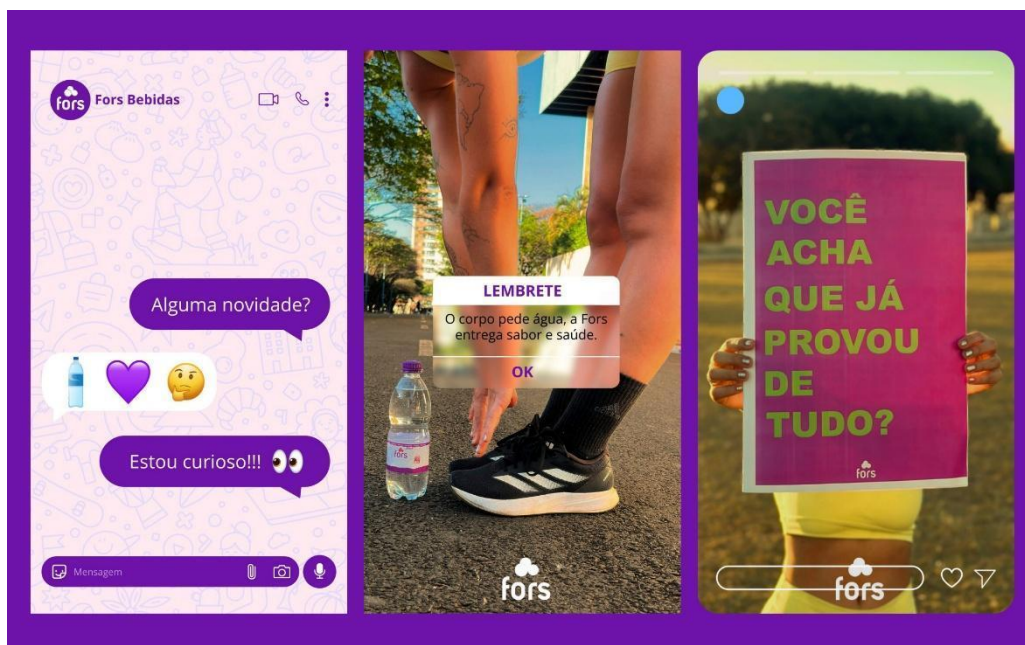 fors
Fors Bebidas
Alguma novidade?
Estou curioso!!!
Mensagem
LEMBRETE
O corpo pede água, a Fors
entrega sabor e saúde.
OK
fors
fors
VOCÊ
ACHA
QUE JÁ
PROVOU
DE
TUDO?
fors
fors